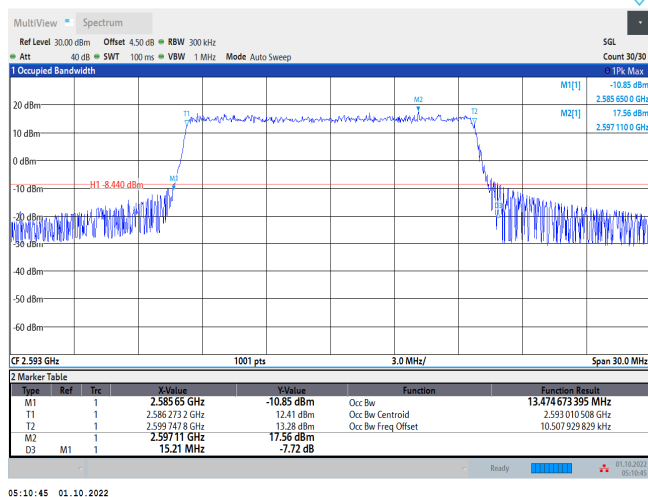 MultiView Spectrum
Ref Level 30.00 dBm Offset 4.50 dB RBW 300 kHz SGL
Att 40 dB SWT 100 ms VBW 1 MHz Mode Auto Sweep Count 30/30
1 Occupied Bandwidth 1Pk Max
M1[1] -10.85 dBm
2.585 650 0 GHz
M2[1] 17.56 dBm
2.597 110 0 GHz
M2
20 dBm
T1
T2
10 dBm
0 dBm
M1
H1 -8.440 dBm
-10 dBm
-20 dBm
-30 dBm
-40 dBm
-50 dBm
-60 dBm
CF 2.593 GHz 1001 pts 3.0 MHz/ Span 30.0 MHz
2 Marker Table
Type Ref Trc X-Value Y-Value Function Function Result
M1 1 2.585 65 GHz -10.85 dBm Occ Bw 13.474 673 395 MHz
T1 1 2.586 273 2 GHz 12.41 dBm Occ Bw Centroid 2.593 010 508 GHz
T2 1 2.599 747 8 GHz 13.28 dBm Occ Bw Freq Offset 10.507 929 829 kHz
M2 1 2.597 11 GHz 17.56 dBm
D3 M1 1 15.21 MHz -7.72 dB
Ready 01.10.2022
05:10:45
05:10:45 01.10.2022